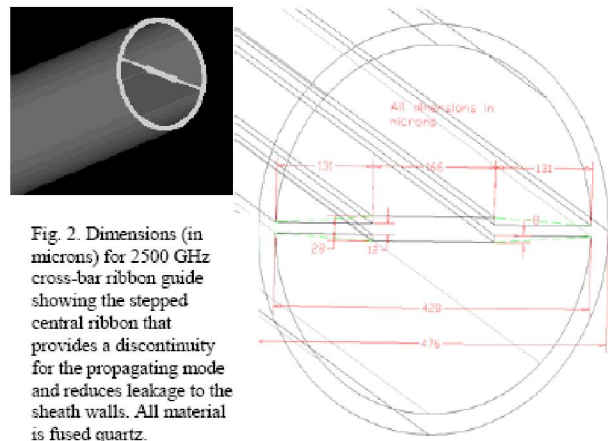 All dimensions in
microns
131
166
131
8
28
12
428
476
Fig. 2. Dimensions (in
microns) for 2500 GHz
cross-bar ribbon guide
showing the stepped
central ribbon that
provides a discontinuity
for the propagating mode
and reduces leakage to the
sheath walls. All material
is fused quartz.